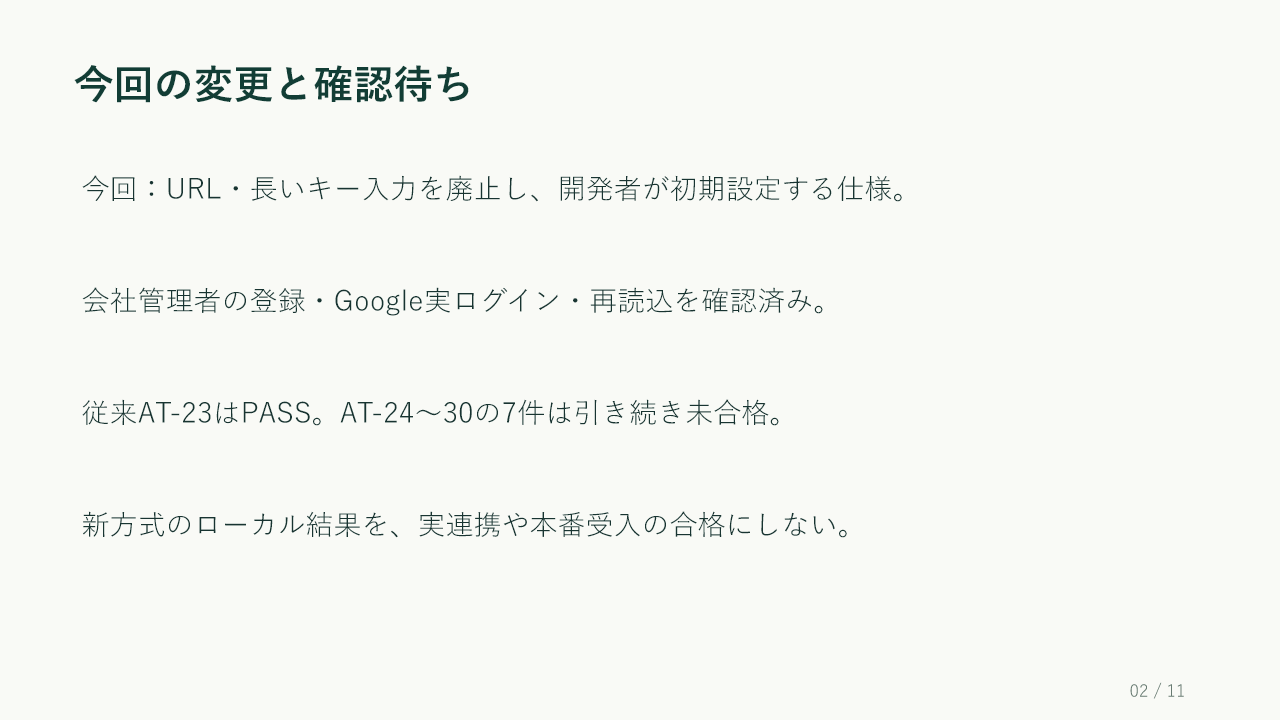 今回の変更と確認待ち
今回：URL・長いキー入力を廃止し、開発者が初期設定する仕様。
会社管理者の登録・Google実ログイン・再読込を確認済み。
従来AT-23はPASS。AT-24～30の7件は引き続き未合格。
新方式のローカル結果を、実連携や本番受入の合格にしない。
02 / 11